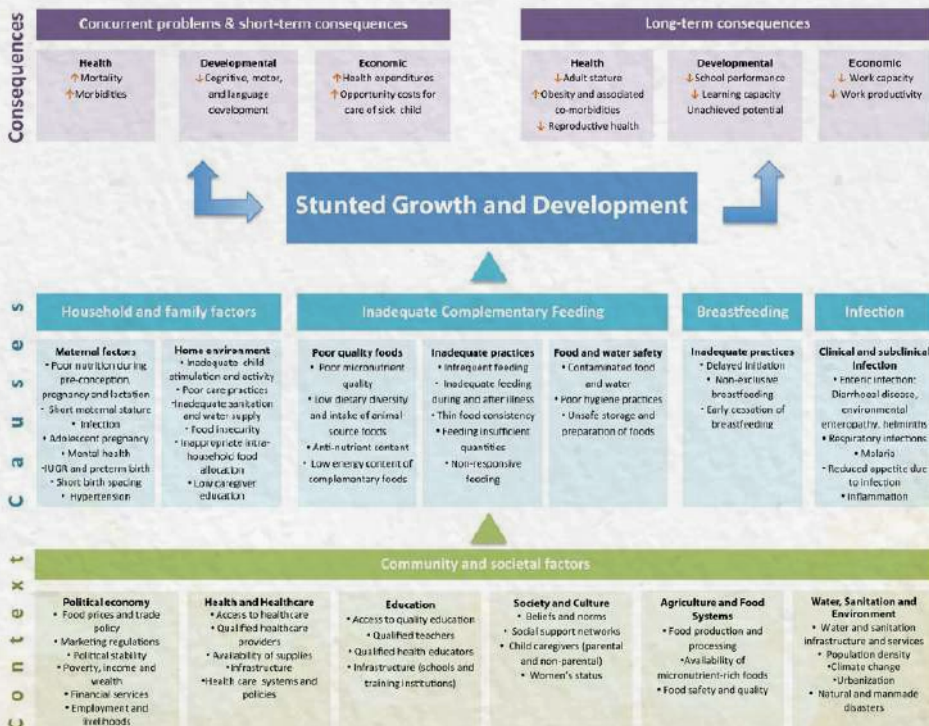 Consequences
Concurrent problems & short-term consequences
Health
↑Mortality
↑Morbidities
Developmental
↓Cognitive, motor,
and language
development
Economic
↑Health expenditures
↑Opportunity costs for
care of sick child
Long-term consequences
Health
↓Adult stature
↑Obesity and associated
co-morbidities
↓ Reproductive health
Developmental
↓School performance
↓ Learning capacity
Unachieved potential
Economic
↓ Work capacity
↓ Work productivity
Stunted Growth and Development
Causes
Household and family factors
Maternal factors
• Poor nutrition during
pre-conception,
pregnancy and lactation
• Short maternal stature
• Infection
• Adolescent pregnancy
• Mental health
•IUGR and preterm birth
• Short birth spacing
• Hypertension
Home environment
• Inadequate child
stimulation and activity
• Poor care practices
•Inadequate sanitation
and water supply
• Food insecurity
• Inappropriate intra-
household food
allocation
• Low caregiver
education
Inadequate Complementary Feeding
Poor quality foods
• Poor micronutrient
quality
• Low dietary diversity
and intake of animal
source foods
• Anti-nutrient content
• Low energy content of
complementary foods
Inadequate practices
• Infrequent feeding
• Inadequate feeding
during and after illness
• Thin food consistency
• Feeding insufficient
quantities
• Non-responsive
feeding
Food and water safety
• Contaminated food
and water
• Poor hygiene practices
• Unsafe storage and
preparation of foods
Breastfeeding
Inadequate practices
• Delayed initiation
• Non-exclusive
breastfeeding
• Early cessation of
breastfeeding
Infection
Clinical and subclinical
infection
• Enteric infection:
Diarrhoeal disease,
environmental
enteropathy, helminths
• Respiratory infections
• Malaria
• Reduced appetite due
to infection
• Inflammation
Context
Community and societal factors
Political economy
• Food prices and trade
policy
• Marketing regulations
• Political stability
• Poverty, income and
wealth
• Financial services
• Employment and
livelihoods
Health and Healthcare
• Access to healthcare
• Qualified healthcare
providers
• Availability of supplies
•Infrastructure
•Health care systems and
policies
Education
• Access to quality education
• Qualified teachers
• Qualified health educators
• Infrastructure (schools and
training institutions)
Society and Culture
• Beliefs and norms
• Social support networks
• Child caregivers (parental
and non-parental)
• Women's status
Agriculture and Food
Systems
• Food production and
processing
•Availability of
micronutrient-rich foods
• Food safety and quality
Water, Sanitation and
Environment
• Water and sanitation
infrastructure and services
• Population density
•Climate change
•Urbanization
• Natural and manmade
disasters